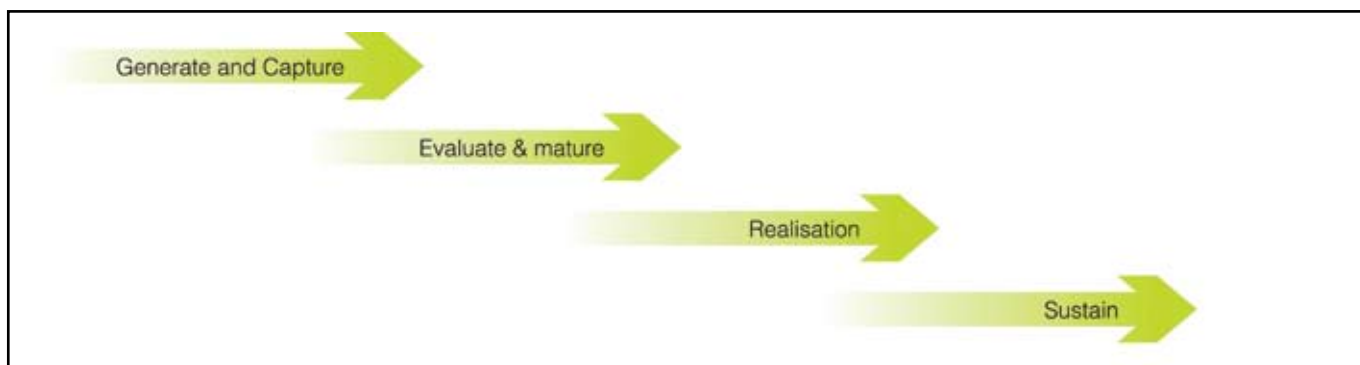 Generate and Capture
Evaluate & mature
Realisation
Sustain